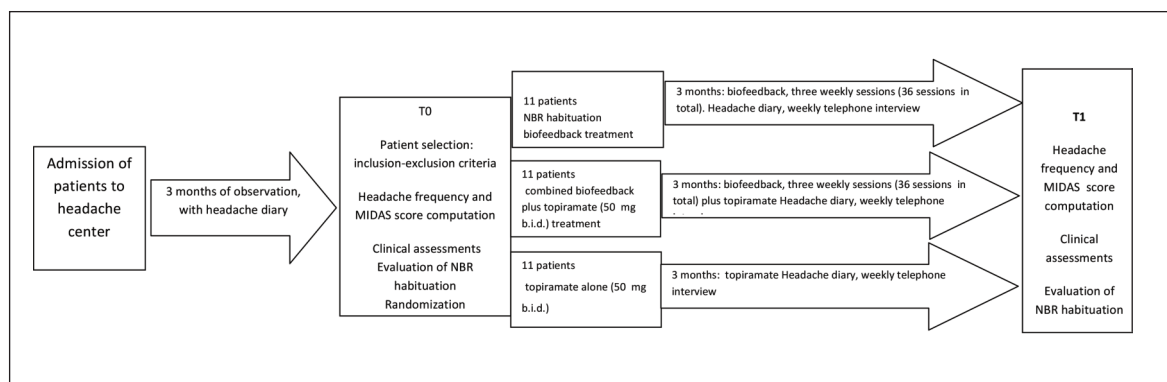 Admission of
patients to
headache
center
3 months of observation,
with headache diary
T0
Patient selection:
inclusion-exclusion criteria
Headache frequency and
MIDAS score computation
Clinical assessments
Evaluation of NBR
habituation
Randomization
11 patients
NBR habituation
biofeedback treatment
3 months: biofeedback, three weekly sessions (36 sessions in
total). Headache diary, weekly telephone interview
11 patients
combined biofeedback
plus topiramate (50 mg
b.i.d.) treatment
3 months: biofeedback, three weekly sessions (36 sessions in
total) plus topiramate Headache diary, weekly telephone
11 patients
topiramate alone (50 mg
b.i.d.)
3 months: topiramate Headache diary, weekly telephone
interview
T1
Headache
frequency and
MIDAS score
computation
Clinical
assessments
Evaluation of
NBR habituation